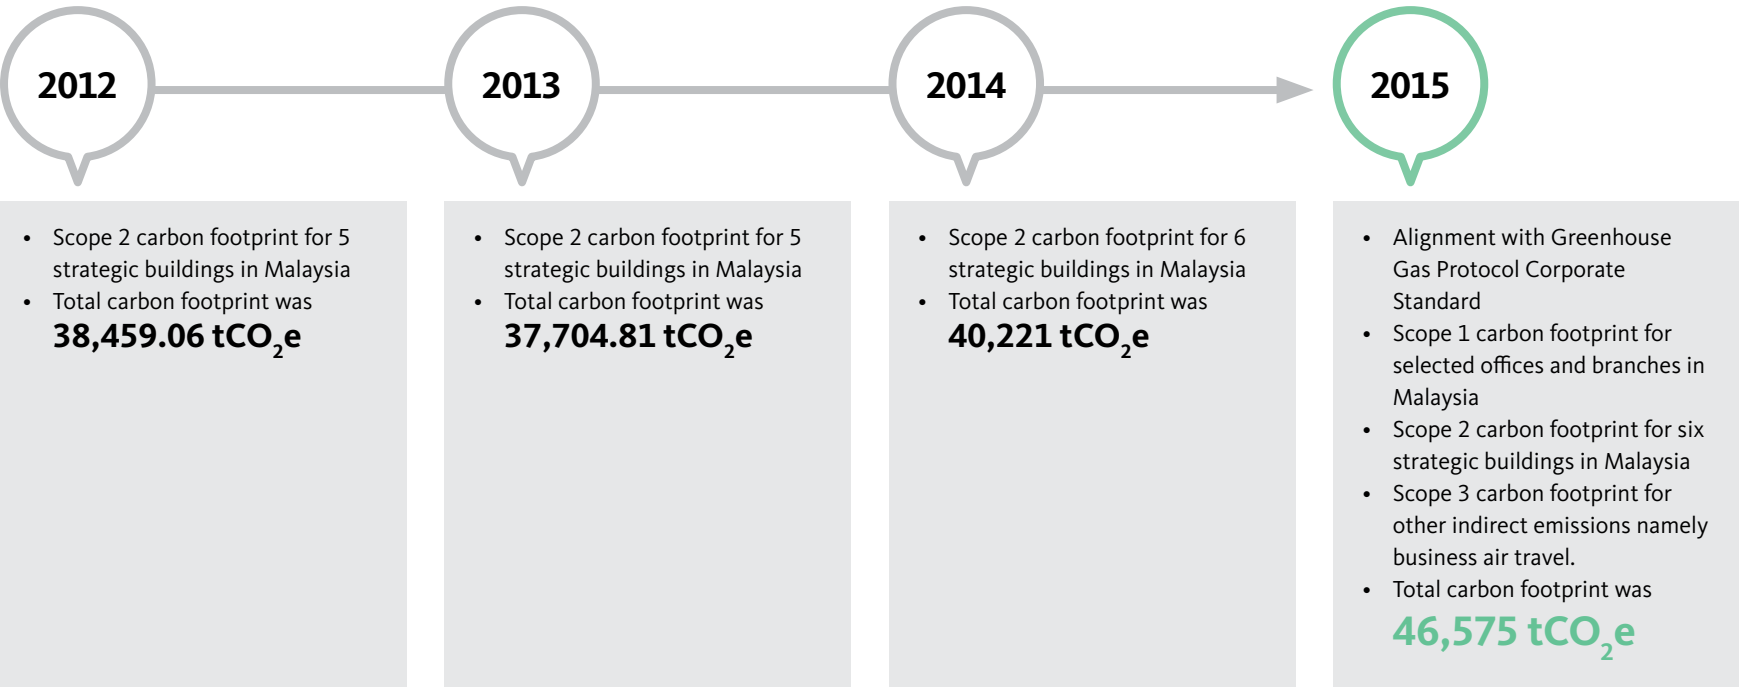 2012
2013
2014
2015
• Scope 2 carbon footprint for 5
strategic buildings in Malaysia
• Total carbon footprint was
38,459.06 tCO₂e
• Scope 2 carbon footprint for 5
strategic buildings in Malaysia
• Total carbon footprint was
37,704.81 tCO₂e
• Scope 2 carbon footprint for 6
strategic buildings in Malaysia
• Total carbon footprint was
40,221 tCO₂e
• Alignment with Greenhouse
Gas Protocol Corporate
Standard
• Scope 1 carbon footprint for
selected offices and branches in
Malaysia
• Scope 2 carbon footprint for six
strategic buildings in Malaysia
• Scope 3 carbon footprint for
other indirect emissions namely
business air travel.
• Total carbon footprint was
46,575 tCO₂e